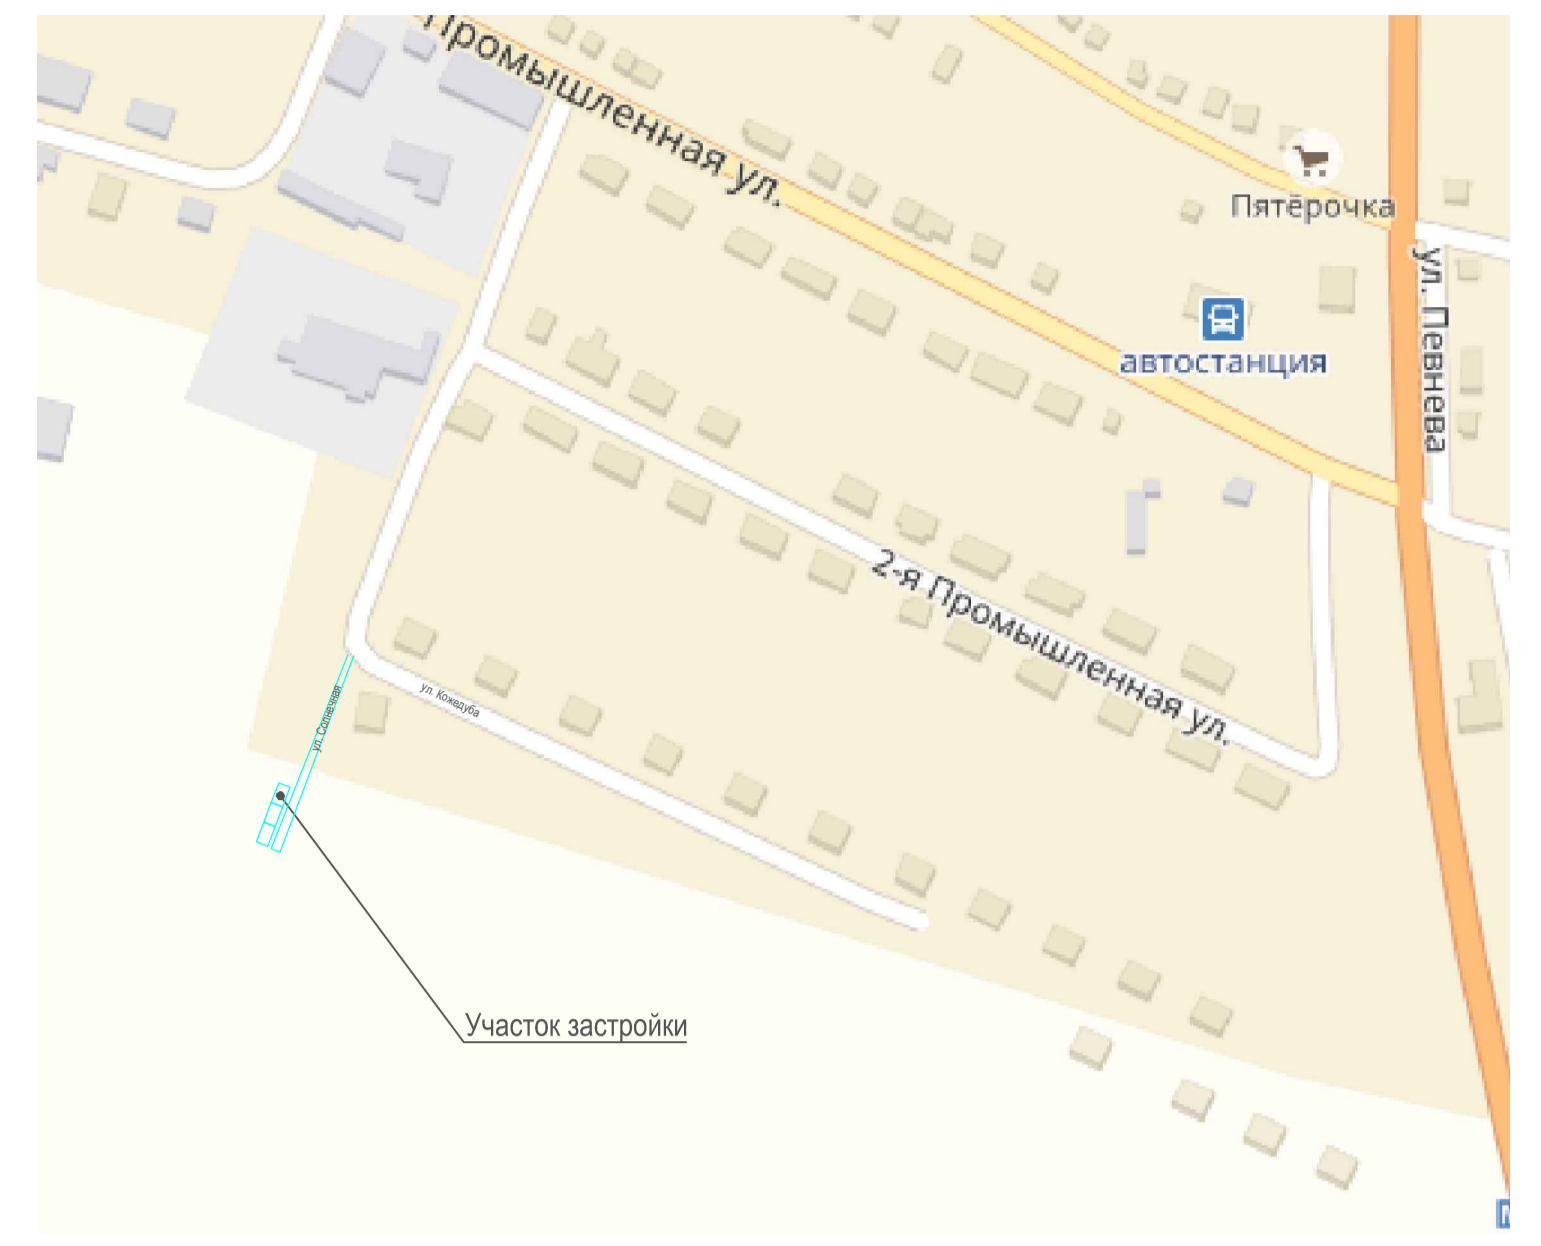 Промышленная ул.
Пятёрочка
ул. Певнева
автостанция
2-я Промышленная ул.
ул. Кожедуба
ул. Солнечная
Участок застройки